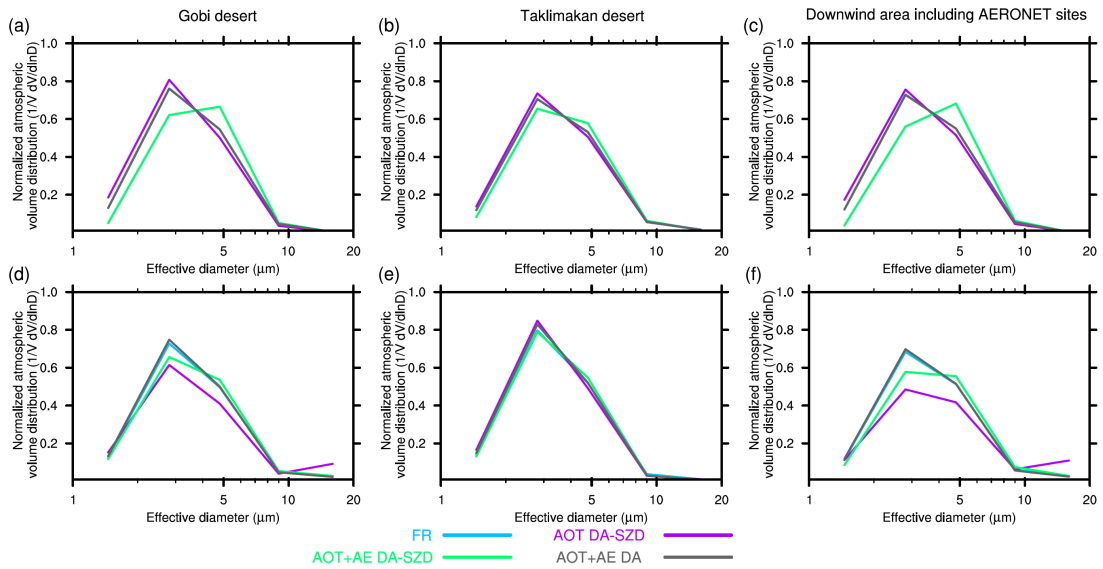 (a)
Gobi desert
Normalized atmospheric
volume distribution (1/V dV/dlnD)
1.0
0.8
0.6
0.4
0.2
1
2
5
10
20
Effective diameter (μm)
(b)
Taklimakan desert
Normalized atmospheric
volume distribution (1/V dV/dlnD)
1.0
0.8
0.6
0.4
0.2
1
2
5
10
20
Effective diameter (μm)
(c)
Downwind area including AERONET sites
Normalized atmospheric
volume distribution (1/V dV/dlnD)
1.0
0.8
0.6
0.4
0.2
1
2
5
10
20
Effective diameter (μm)
(d)
Normalized atmospheric
volume distribution (1/V dV/dlnD)
1.0
0.8
0.6
0.4
0.2
1
2
5
10
20
Effective diameter (μm)
(e)
Normalized atmospheric
volume distribution (1/V dV/dlnD)
1.0
0.8
0.6
0.4
0.2
1
2
5
10
20
Effective diameter (μm)
(f)
Normalized atmospheric
volume distribution (1/V dV/dlnD)
1.0
0.8
0.6
0.4
0.2
1
2
5
10
20
Effective diameter (μm)
FR
AOT DA-SZD
AOT+AE DA-SZD
AOT+AE DA